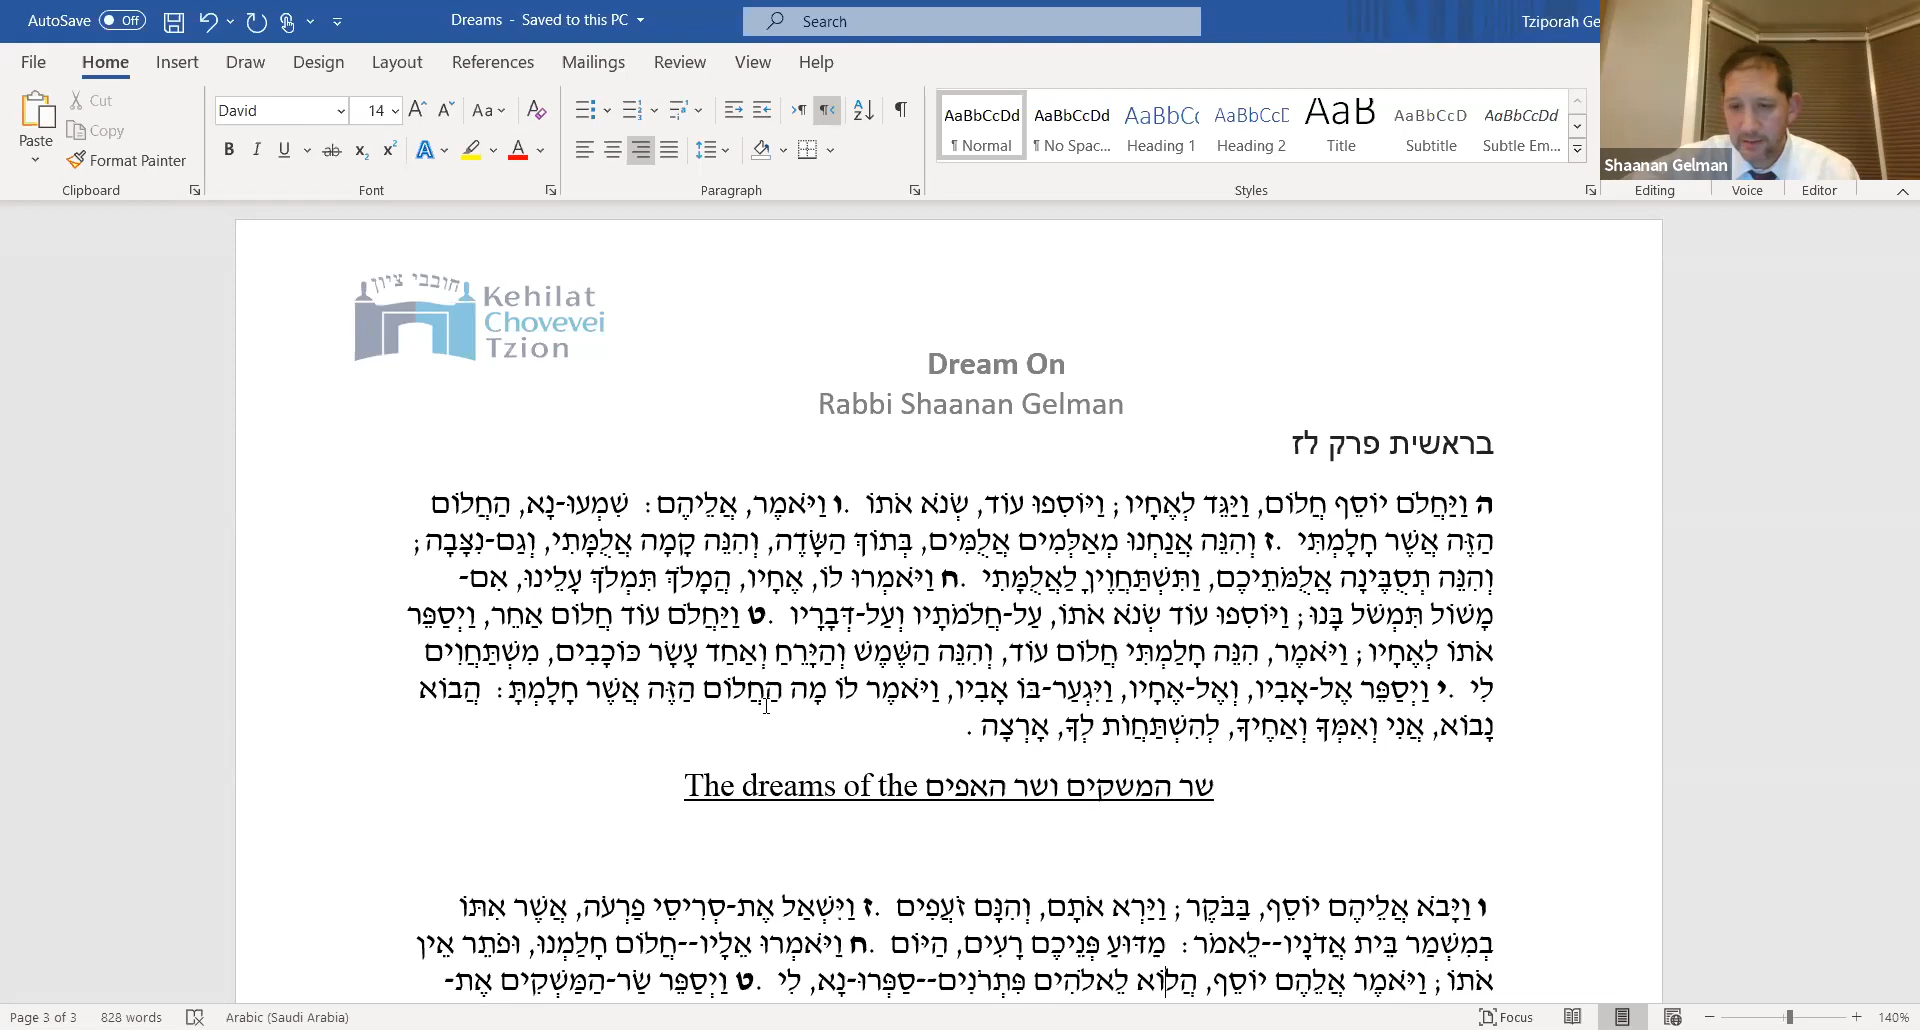 AutoSave Off
Dreams - Saved to this PC
Search
Tziporah Ge
File Home Insert Draw Design Layout References Mailings Review View Help
Paste
Cut
Copy
Format Painter
Clipboard
David 14
Aa
B I U ab x₂ x² A A
Font
Paragraph
AaBbCcDd AaBbCcDd AaBbCc AaBbCcD AaB AaBbCcD AaBbCcDd
¶ Normal ¶ No Spac... Heading 1 Heading 2 Title Subtitle Subtle Em...
Styles
Shaanan Gelman
Editing Voice Editor
חובבי ציון
Kehilat
Chovevei
Tzion
Dream On
Rabbi Shaanan Gelman
בראשית פרק לז
ה וַיַּחֲלֹם יוֹסֵף חֲלוֹם, וַיַּגֵּד לְאֶחָיו; וַיּוֹסִפוּ עוֹד, שְׂנֹא אֹתוֹ. ו וַיֹּאמֶר, אֲלֵיהֶם: שִׁמְעוּ-נָא, הַחֲלוֹם
הַזֶּה אֲשֶׁר חָלָמְתִּי. ז וְהִנֵּה אֲנַחְנוּ מְאַלְּמִים אֲלֻמִּים, בְּתוֹךְ הַשָּׂדֶה, וְהִנֵּה קָמָה אֲלֻמָּתִי, וְגַם-נִצָּבָה;
וְהִנֵּה תְסֻבֶּינָה אֲלֻמֹּתֵיכֶם, וַתִּשְׁתַּחֲוֶיןָ לַאֲלֻמָּתִי. ח וַיֹּאמְרוּ לוֹ, אֶחָיו, הֲמָלֹךְ תִּמְלֹךְ עָלֵינוּ, אִם-
מָשׁוֹל תִּמְשֹׁל בָּנוּ; וַיּוֹסִפוּ עוֹד שְׂנֹא אֹתוֹ, עַל-חֲלֹמֹתָיו וְעַל-דְּבָרָיו. ט וַיַּחֲלֹם עוֹד חֲלוֹם אַחֵר, וַיְסַפֵּר
אֹתוֹ לְאֶחָיו; וַיֹּאמֶר, הִנֵּה חָלַמְתִּי חֲלוֹם עוֹד, וְהִנֵּה הַשֶּׁמֶשׁ וְהַיָּרֵחַ וְאַחַד עָשָׂר כּוֹכָבִים, מִשְׁתַּחֲוִים
לִי. י וַיְסַפֵּר אֶל-אָבִיו, וְאֶל-אֶחָיו, וַיִּגְעַר-בּוֹ אָבִיו, וַיֹּאמֶר לוֹ מָה הַחֲלוֹם הַזֶּה אֲשֶׁר חָלָמְתָּ: הֲבוֹא
נָבוֹא, אֲנִי וְאִמְּךָ וְאַחֶיךָ, לְהִשְׁתַּחֲוֹת לְךָ, אָרְצָה.
The dreams of the שר המשקים ושר האפים
ו וַיָּבֹא אֲלֵיהֶם יוֹסֵף, בַּבֹּקֶר; וַיַּרְא אֹתָם, וְהִנָּם זֹעֲפִים. ז וַיִּשְׁאַל אֶת-סְרִיסֵי פַרְעֹה, אֲשֶׁר אִתּוֹ
בְמִשְׁמַר בֵּית אֲדֹנָיו--לֵאמֹר: מַדּוּעַ פְּנֵיכֶם רָעִים, הַיּוֹם. ח וַיֹּאמְרוּ אֵלָיו--חֲלוֹם חָלַמְנוּ, וּפֹתֵר אֵין
אֹתוֹ; וַיֹּאמֶר אֲלֵהֶם יוֹסֵף, הֲלוֹא לֵאלֹהִים פִּתְרֹנִים--סַפְּרוּ-נָא, לִי. ט וַיְסַפֵּר שַׂר-הַמַּשְׁקִים אֶת-
Page 3 of 3 828 words Arabic (Saudi Arabia)
Focus 140%